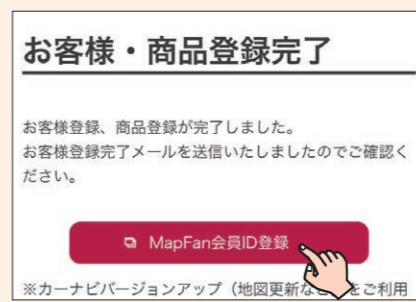 お客様・商品登録完了
お客様登録、商品登録が完了しました。
お客様登録完了メールを送信いたしましたのでご確認く
ださい。
MapFan会員ID登録
※カーナビバージョンアップ（地図更新な をご利用